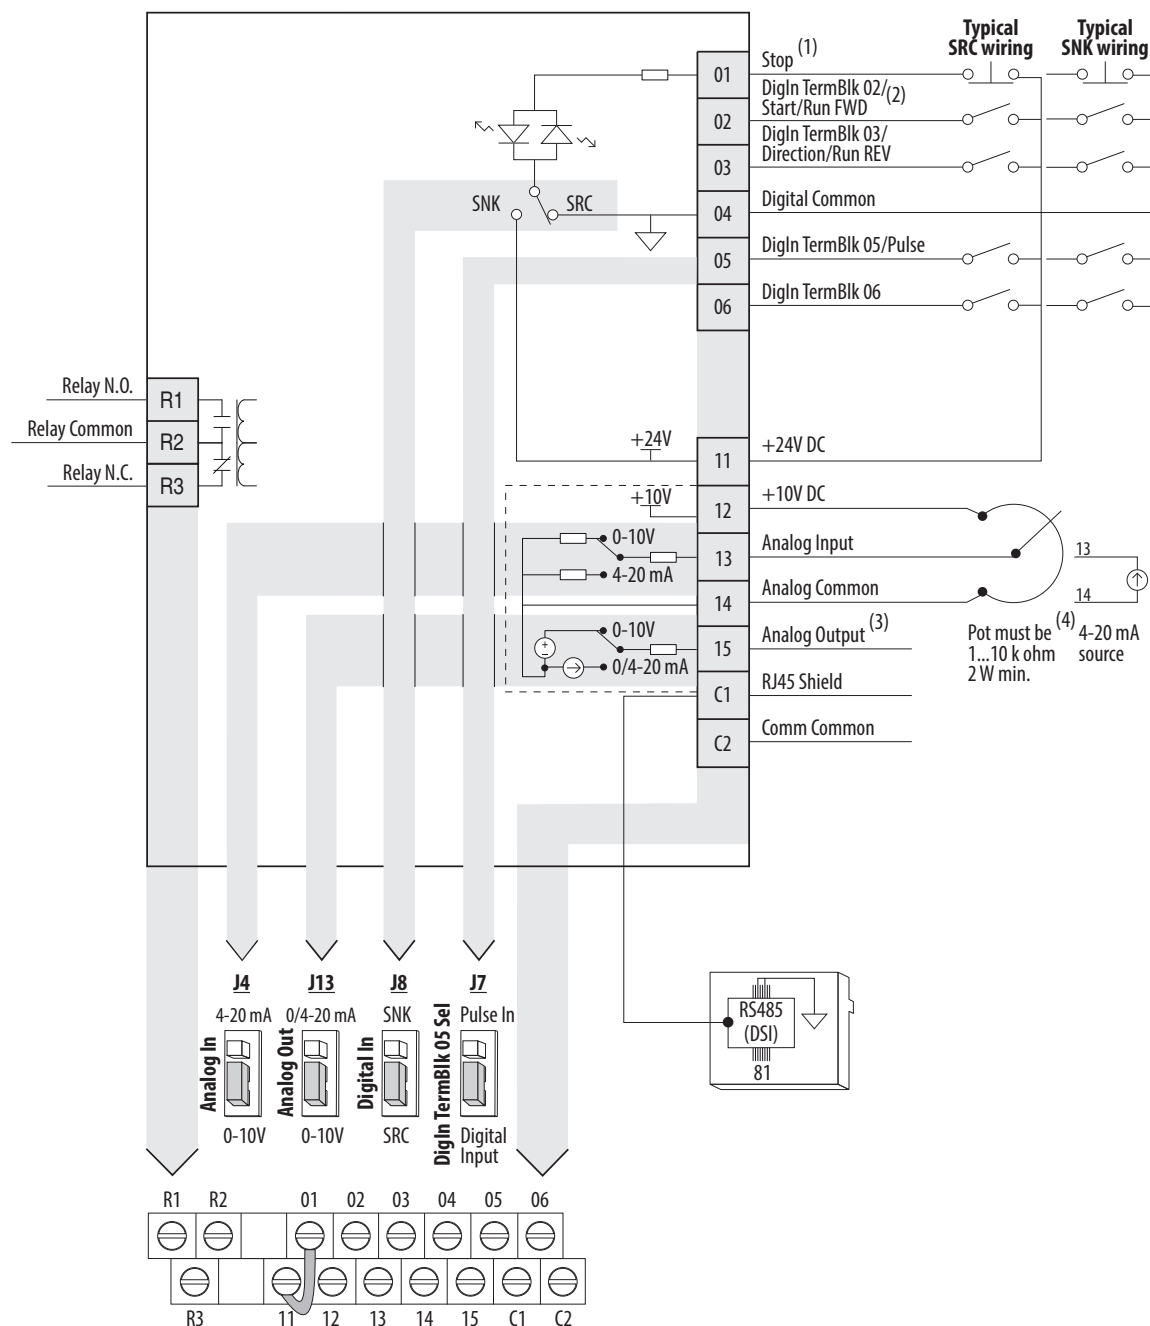 Typical
SRC wiring
Typical
SNK wiring
01
Stop (1)
02
DigIn TermBlk 02/
Start/Run FWD (2)
03
DigIn TermBlk 03/
Direction/Run REV
SNK
SRC
04
Digital Common
05
DigIn TermBlk 05/Pulse
06
DigIn TermBlk 06
Relay N.O.
R1
Relay Common
R2
Relay N.C.
R3
+24V
11
+24V DC
+10V
12
+10V DC
0-10V
4-20 mA
13
Analog Input
13
14
Analog Common
14
0-10V
0/4-20 mA
+
−
15
Analog Output (3)
Pot must be (4)
1...10 k ohm
2 W min.
4-20 mA
source
C1
RJ45 Shield
C2
Comm Common
J4
J13
J8
J7
Analog In
4-20 mA
0-10V
Analog Out
0/4-20 mA
0-10V
Digital In
SNK
SRC
DigIn TermBlk 05 Sel
Pulse In
Digital
Input
RS485
(DSI)
81
R1 R2 01 02 03 04 05 06
R3 11 12 13 14 15 C1 C2